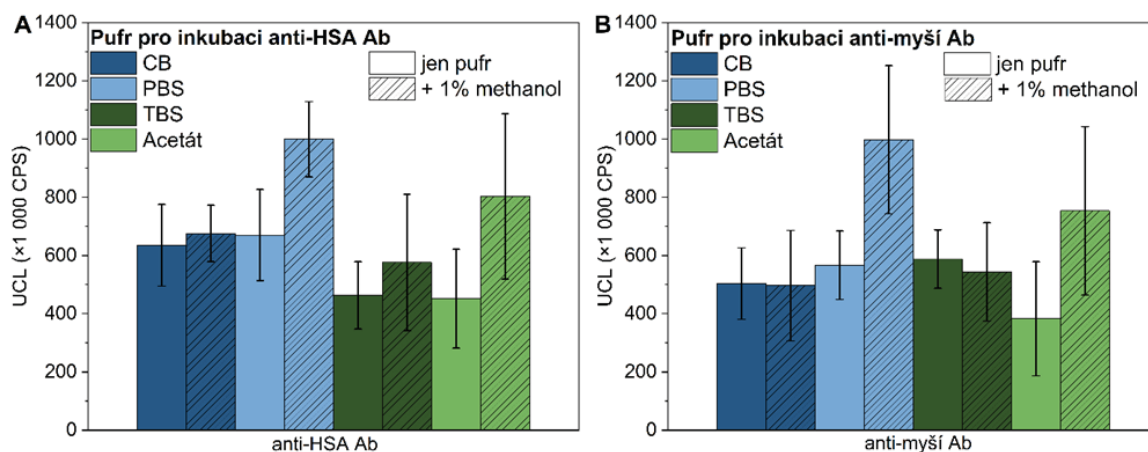 A
Pufr pro inkubaci anti-HSA Ab
CB
PBS
TBS
Acetát
jen pufr
+ 1% methanol
1400
1200
1000
800
600
400
200
0
UCL (×1 000 CPS)
anti-HSA Ab
B
Pufr pro inkubaci anti-myší Ab
CB
PBS
TBS
Acetát
jen pufr
+ 1% methanol
1400
1200
1000
800
600
400
200
0
UCL (×1 000 CPS)
anti-myší Ab